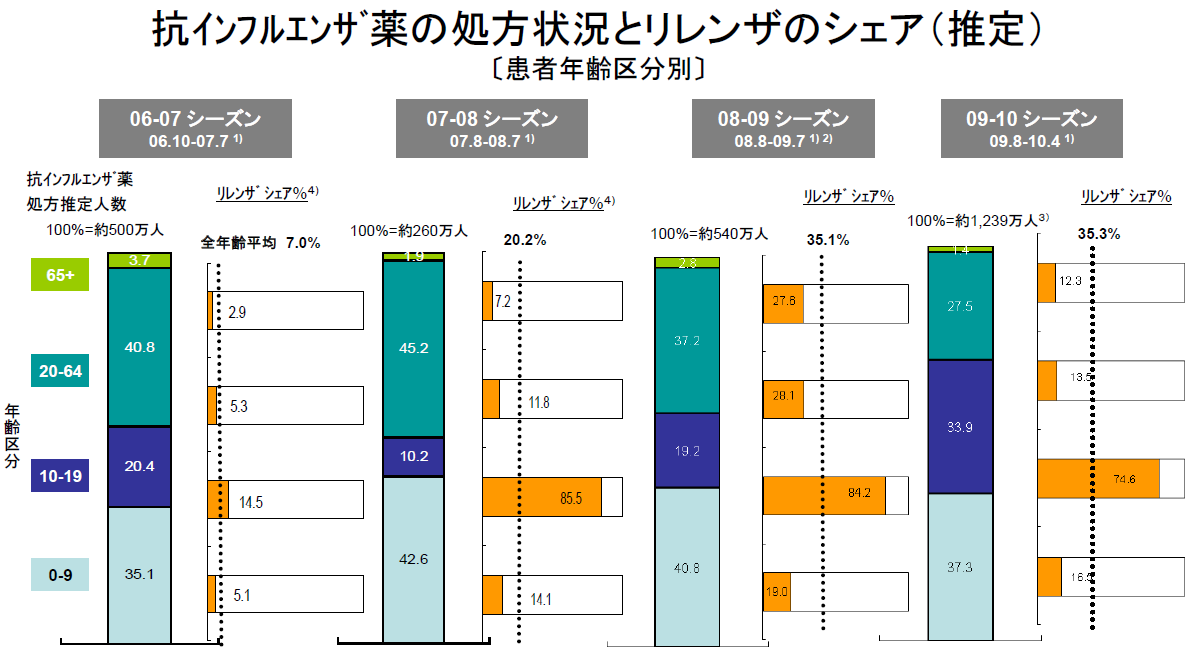 抗ｲﾝﾌﾙｴﾝｻﾞ薬の処方状況とリレンザのシェア（推定）
〔患者年齢区分別〕
06-07 シーズン
06.10-07.7 1)
07-08 シーズン
07.8-08.7 1)
08-09 シーズン
08.8-09.7 1) 2)
09-10 シーズン
09.8-10.4 1)
抗ｲﾝﾌﾙｴﾝｻﾞ薬
処方推定人数
100%=約500万人
ﾘﾚﾝｻﾞｼｪｱ%4)
全年齢平均 7.0%
100%=約260万人
ﾘﾚﾝｻﾞｼｪｱ%4)
20.2%
100%=約540万人
ﾘﾚﾝｻﾞｼｪｱ%
35.1%
100%=約1,239万人3)
ﾘﾚﾝｻﾞｼｪｱ%
35.3%
年齢区分
65+
20-64
10-19
0-9
3.7
40.8
20.4
35.1
2.9
5.3
14.5
5.1
1.9
45.2
10.2
42.6
7.2
11.8
85.5
14.1
2.8
37.2
19.2
40.8
27.6
28.1
84.2
19.0
1.4
27.5
33.9
37.3
12.3
74.6